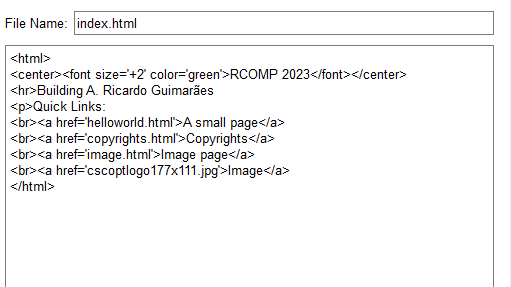 File Name: index.html
<html>
<center><font size='+2' color='green'>RCOMP 2023</font></center>
<hr>Building A. Ricardo Guimarães
<p>Quick Links:
<br><a href='helloworld.html'>A small page</a>
<br><a href='copyrights.html'>Copyrights</a>
<br><a href='image.html'>Image page</a>
<br><a href='cscoptlogo177x111.jpg'>Image</a>
</html>